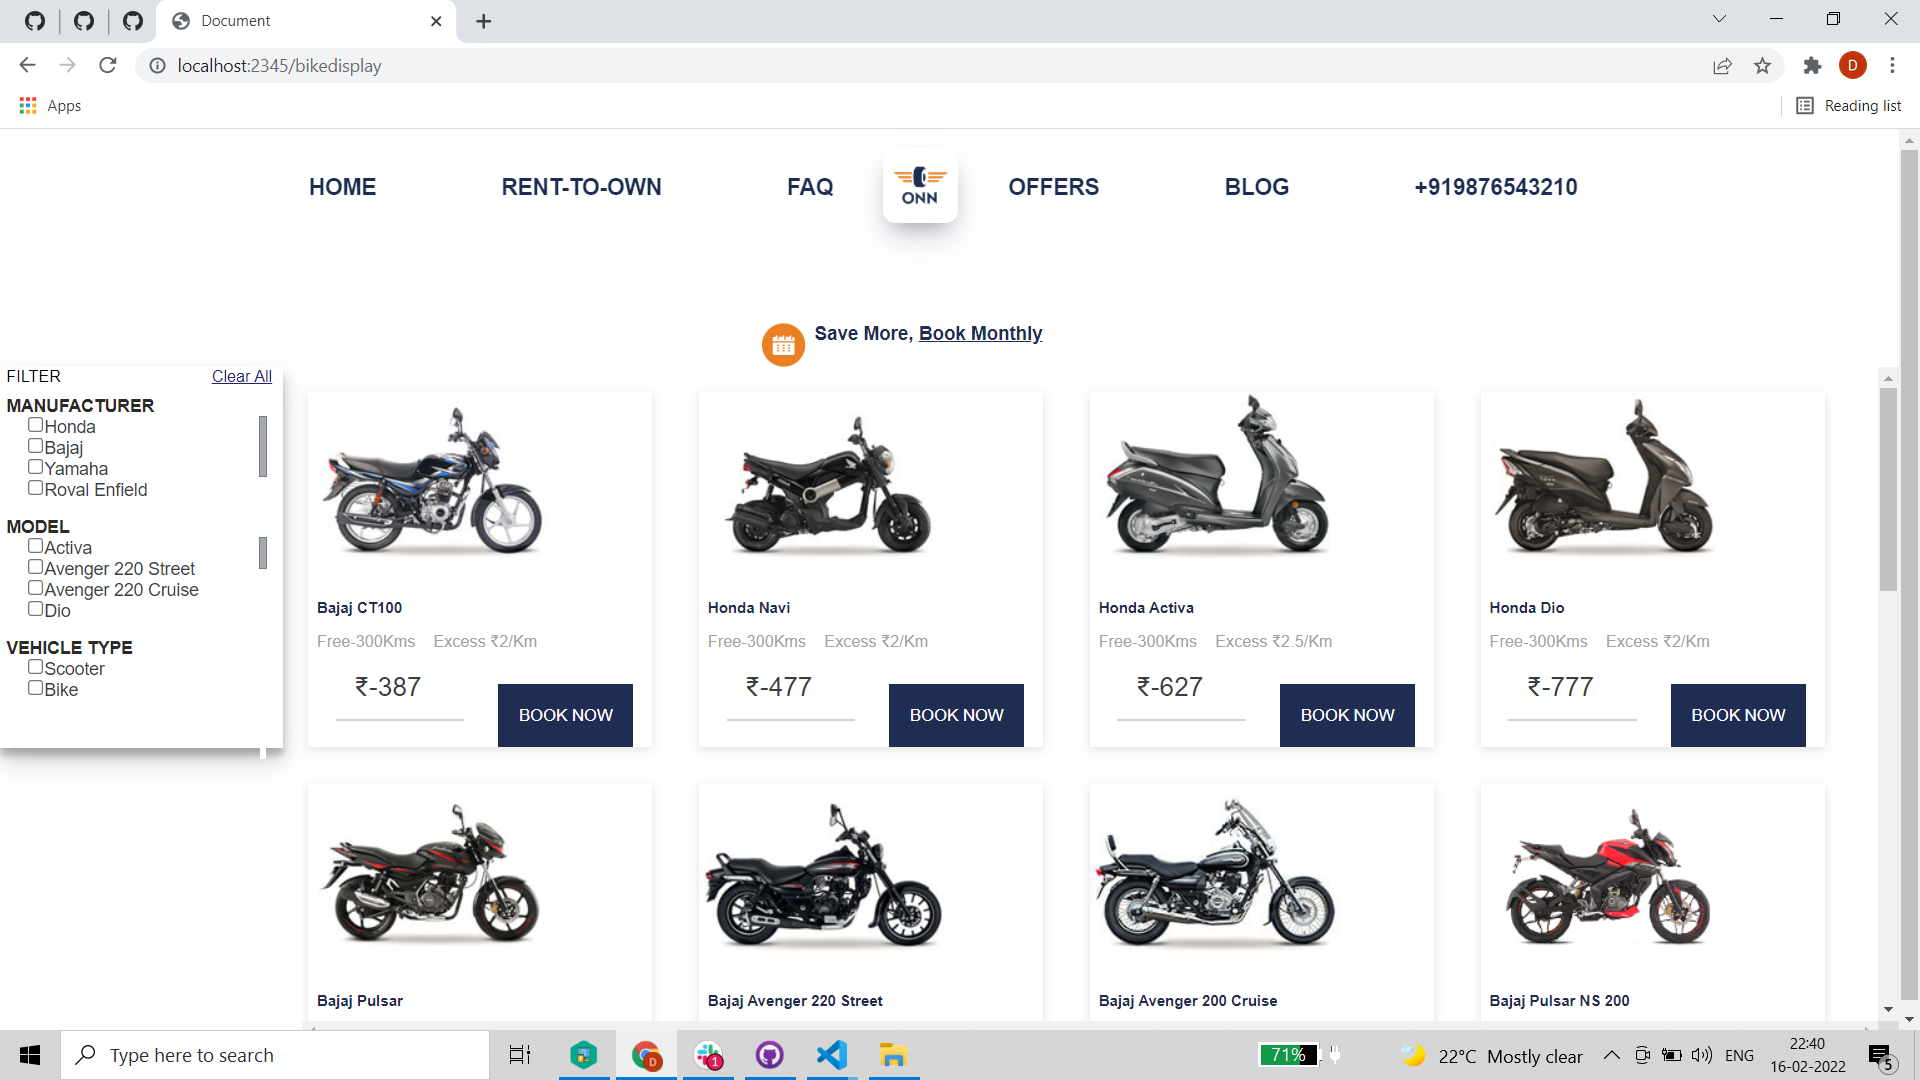 Document
localhost:2345/bikedisplay
D
Apps
Reading list
HOME
RENT-TO-OWN
FAQ
ONN
OFFERS
BLOG
+919876543210
Save More, Book Monthly
FILTER
Clear All
MANUFACTURER
Honda
Bajaj
Yamaha
Royal Enfield
MODEL
Activa
Avenger 220 Street
Avenger 220 Cruise
Dio
VEHICLE TYPE
Scooter
Bike
Bajaj CT100
Free-300Kms Excess ₹2/Km
₹-387
BOOK NOW
Honda Navi
Free-300Kms Excess ₹2/Km
₹-477
BOOK NOW
Honda Activa
Free-300Kms Excess ₹2.5/Km
₹-627
BOOK NOW
Honda Dio
Free-300Kms Excess ₹2/Km
₹-777
BOOK NOW
Bajaj Pulsar
Bajaj Avenger 220 Street
Bajaj Avenger 200 Cruise
Bajaj Pulsar NS 200
Type here to search
D
1
71%
22°C Mostly clear
ENG
22:40
16-02-2022
5